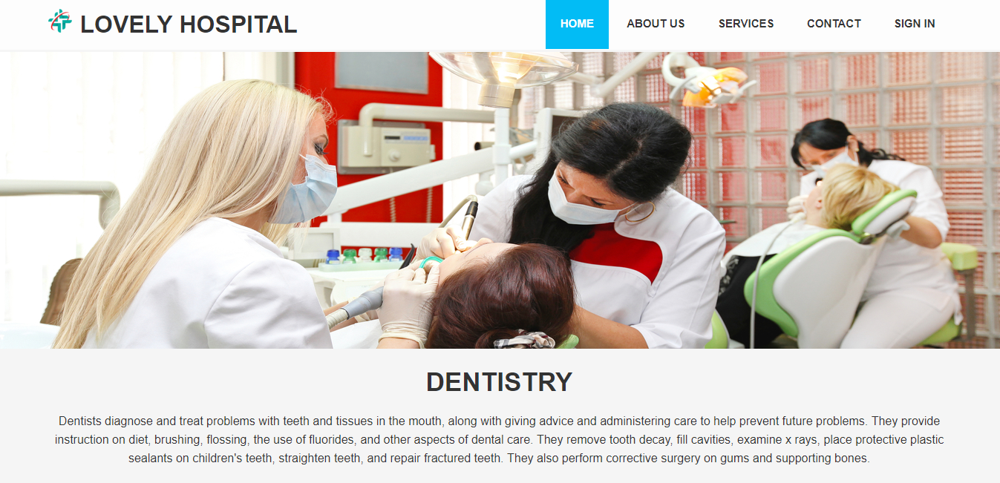 LOVELY HOSPITAL
HOME
ABOUT US
SERVICES
CONTACT
SIGN IN
DENTISTRY
Dentists diagnose and treat problems with teeth and tissues in the mouth, along with giving advice and administering care to help prevent future problems. They provide
instruction on diet, brushing, flossing, the use of fluorides, and other aspects of dental care. They remove tooth decay, fill cavities, examine x rays, place protective plastic
sealants on children's teeth, straighten teeth, and repair fractured teeth. They also perform corrective surgery on gums and supporting bones.